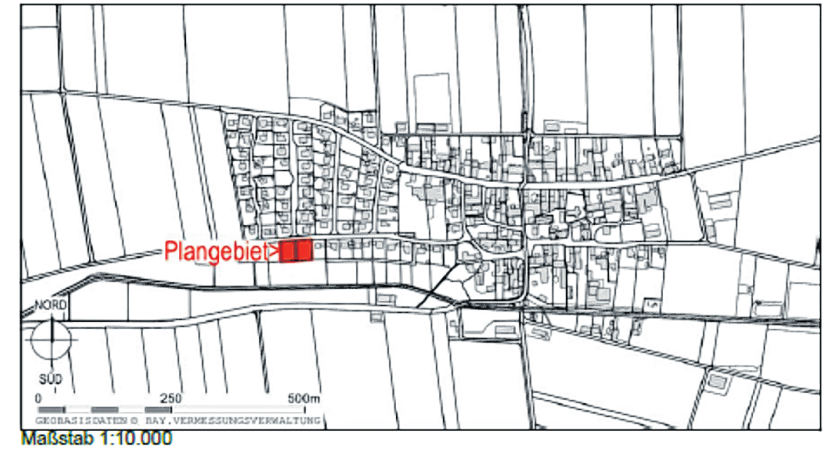 Plangebiet>
NORD
SÜD
0 250 500m
GEOBASISDATEN © BAY.VERMESSUNGSVERWALTUNG
Maßstab 1:10.000